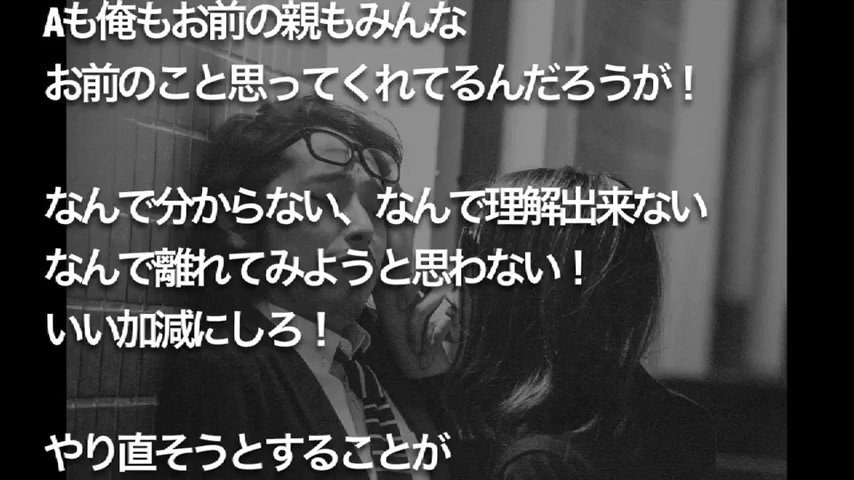 Aも俺もお前の親もみんな
お前のこと思ってくれてるんだろうが！
なんで分からない、なんで理解出来ない
なんで離れてみようと思わない！
いい加減にしろ！
やり直そうとすることが